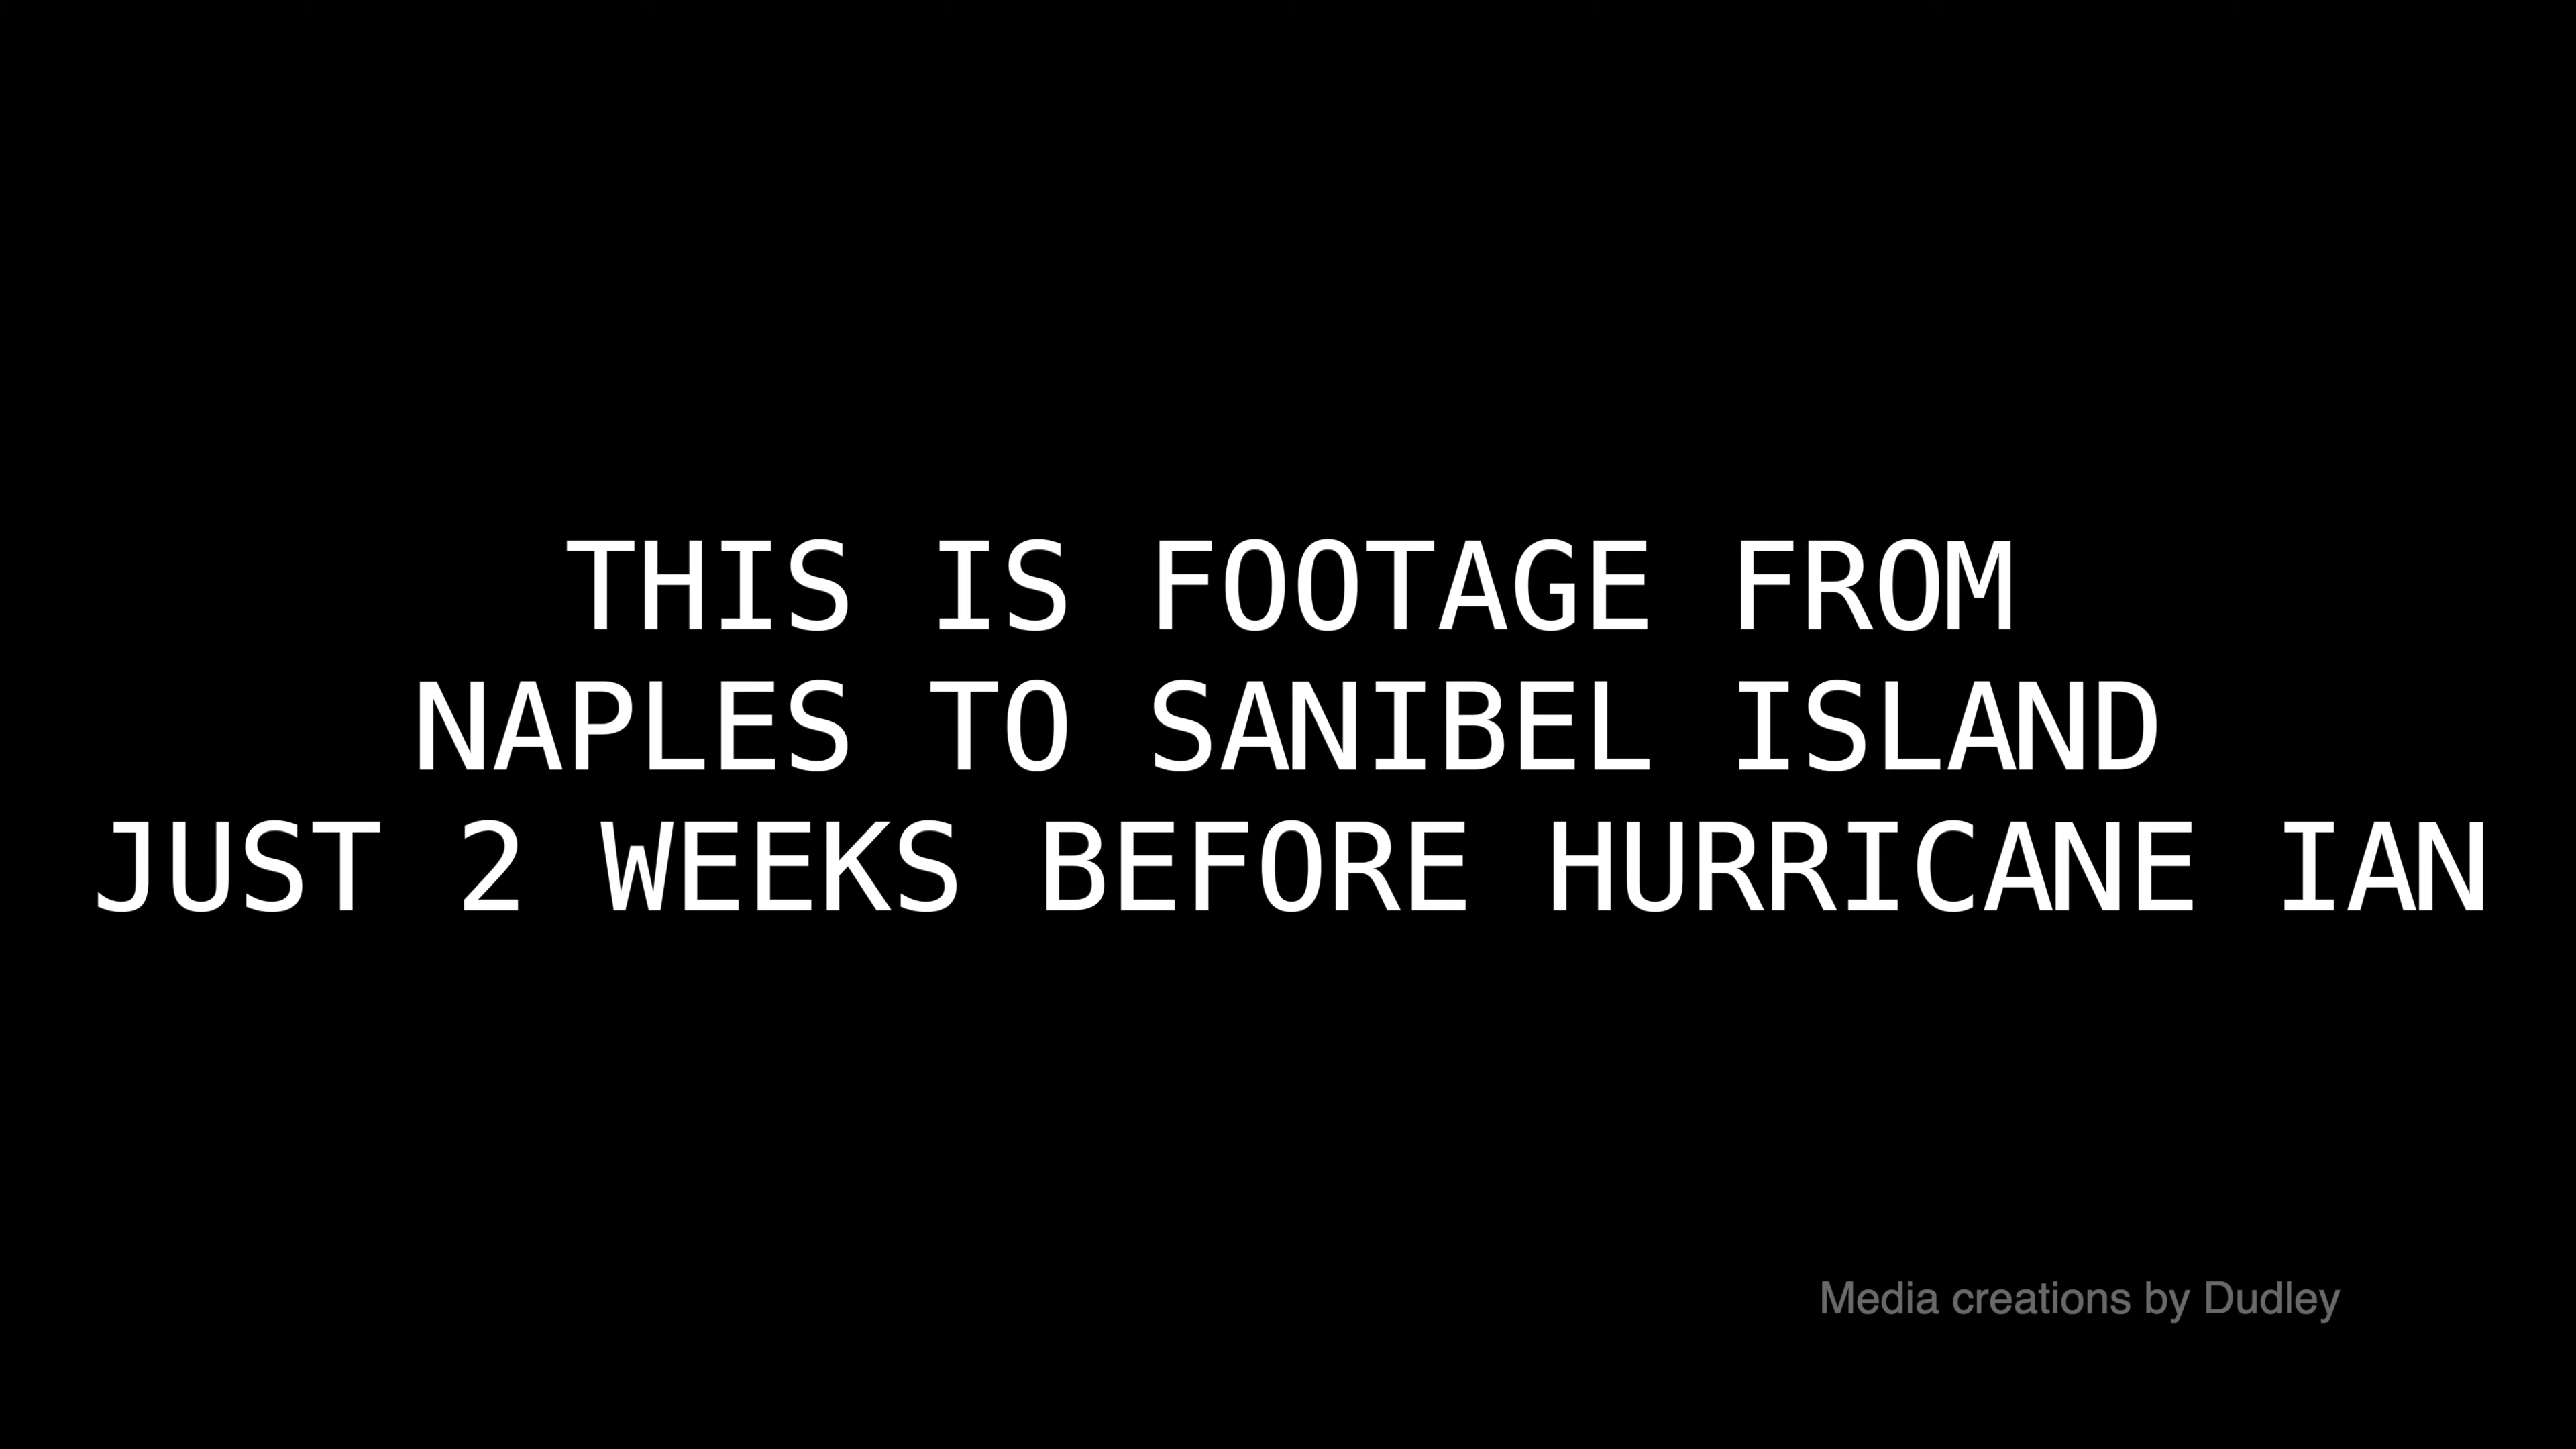 THIS IS FOOTAGE FROM
NAPLES TO SANIBEL ISLAND
JUST 2 WEEKS BEFORE HURRICANE IAN
Media creations by Dudley